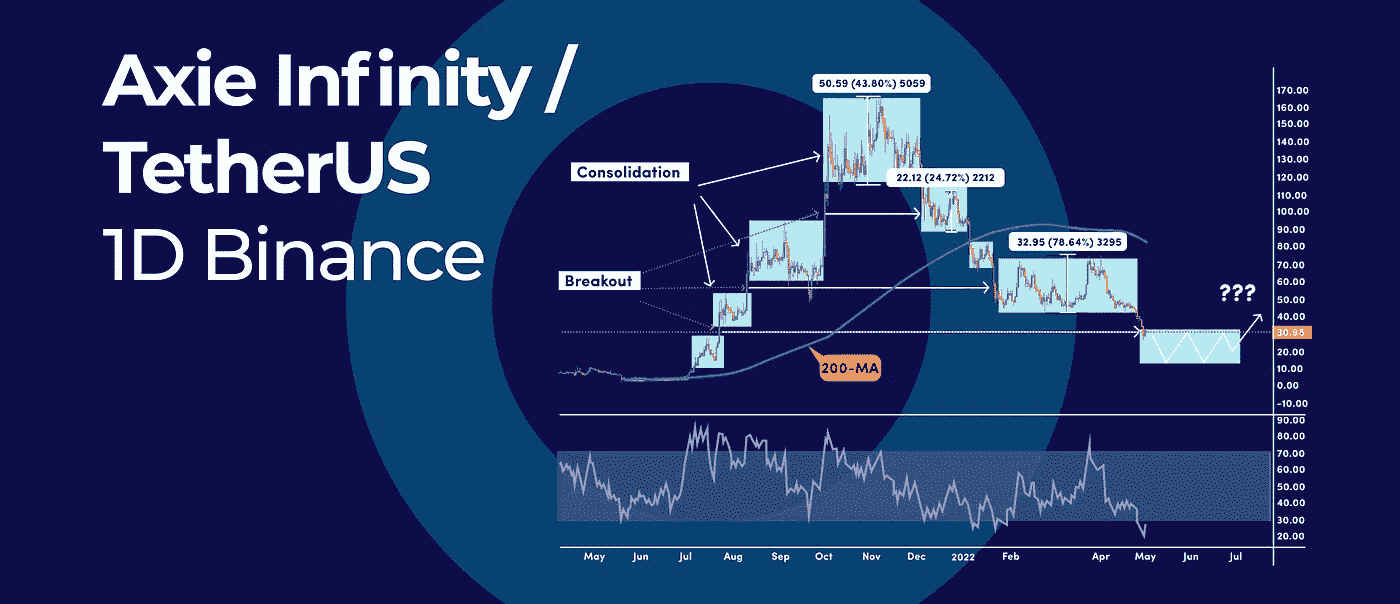 Axie Infinity /
TetherUS
1D Binance
50.59 (43.80%) 5059
Consolidation
22.12 (24.72%) 2212
32.95 (78.64%) 3295
Breakout
???
200-MA
170.00
160.00
150.00
140.00
130.00
120.00
110.00
100.00
90.00
80.00
70.00
60.00
50.00
40.00
30.98
20.00
10.00
0.00
-10.00
90.00
80.00
70.00
60.00
50.00
40.00
30.00
20.00
May Jun Jul Aug Sep Oct Nov Dec 2022 Feb Apr May Jun Jul